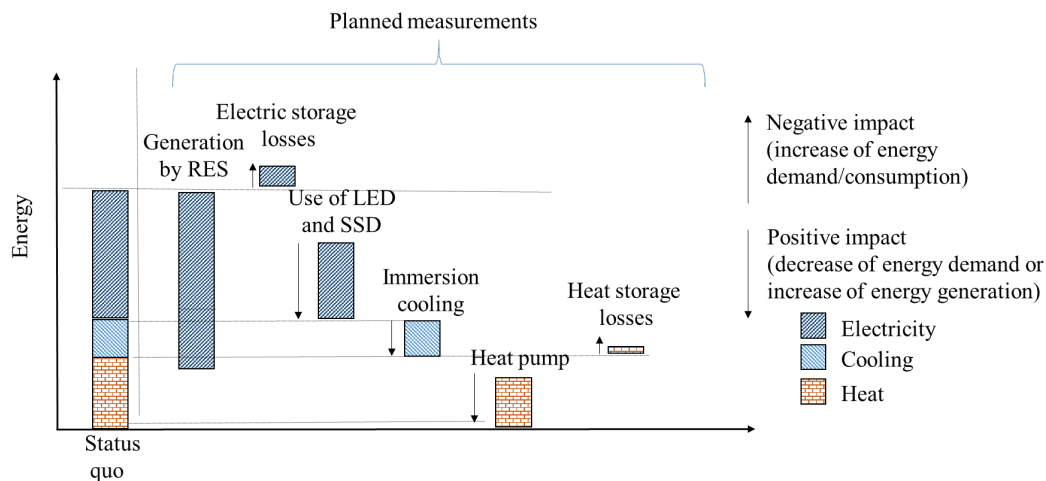 Planned measurements
Electric storage
losses
Generation
by RES
Use of LED
and SSD
Immersion
cooling
Heat storage
losses
Heat pump
Energy
Status
quo
Negative impact
(increase of energy
demand/consumption)
Positive impact
(decrease of energy demand or
increase of energy generation)
Electricity
Cooling
Heat